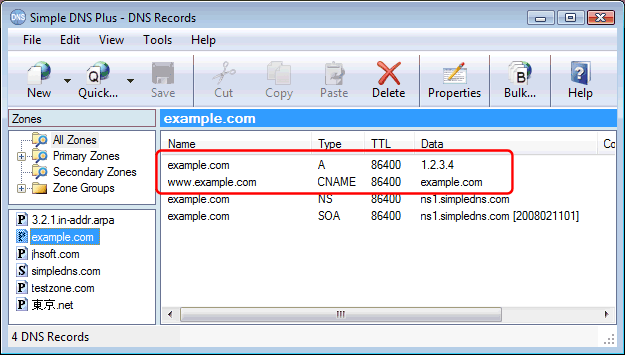 Simple DNS Plus - DNS Records
File Edit View Tools Help
New Quick... Save Cut Copy Paste Delete Properties Bulk... Help
Zones
example.com
All Zones
Primary Zones
Secondary Zones
Zone Groups
3.2.1.in-addr.arpa
example.com
jhsoft.com
simpledns.com
testzone.com
東京.net
Name Type TTL Data Co
example.com A 86400 1.2.3.4
www.example.com CNAME 86400 example.com
example.com NS 86400 ns1.simpledns.com
example.com SOA 86400 ns1.simpledns.com [2008021101]
4 DNS Records